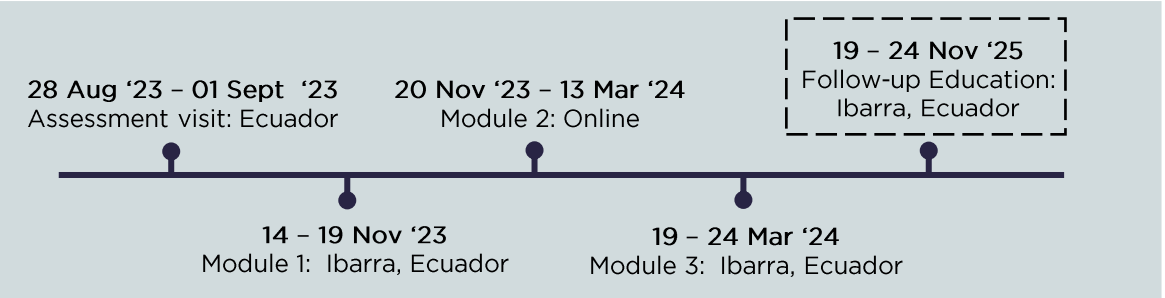 28 Aug ‘23 – 01 Sept ‘23
Assessment visit: Ecuador
14 – 19 Nov ‘23
Module 1: Ibarra, Ecuador
20 Nov ‘23 – 13 Mar ‘24
Module 2: Online
19 – 24 Mar ‘24
Module 3: Ibarra, Ecuador
19 – 24 Nov ‘25
Follow-up Education:
Ibarra, Ecuador